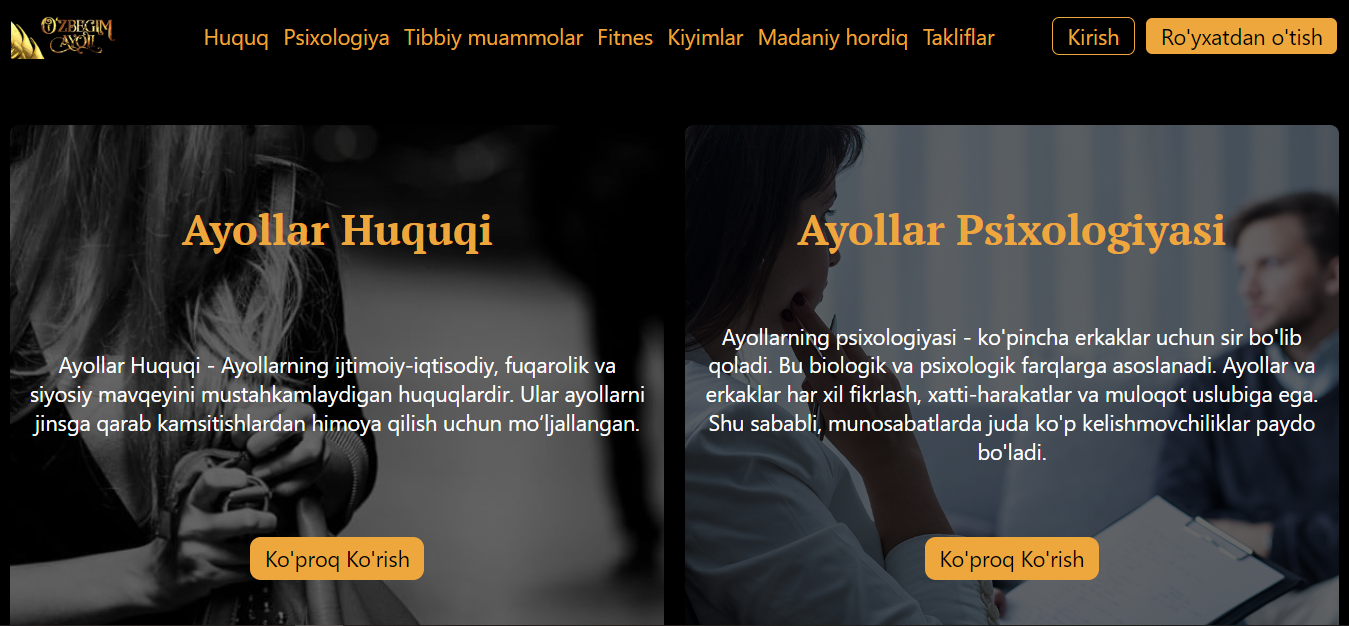 O'ZBEGIM
AYOLI
Huquq Psixologiya Tibbiy muammolar Fitnes Kiyimlar Madaniy hordiq Takliflar Kirish Ro'yxatdan o'tish
Ayollar Huquqi
Ayollar Huquqi - Ayollarning ijtimoiy-iqtisodiy, fuqarolik va
siyosiy mavqeyini mustahkamlaydigan huquqlardir. Ular ayollarni
jinsga qarab kamsitishlardan himoya qilish uchun moʻljallangan.
Ko'proq Ko'rish
Ayollar Psixologiyasi
Ayollarning psixologiyasi - ko'pincha erkaklar uchun sir bo'lib
qoladi. Bu biologik va psixologik farqlarga asoslanadi. Ayollar va
erkaklar har xil fikrlash, xatti-harakatlar va muloqot uslubiga ega.
Shu sababli, munosabatlarda juda ko'p kelishmovchiliklar paydo
bo'ladi.
Ko'proq Ko'rish